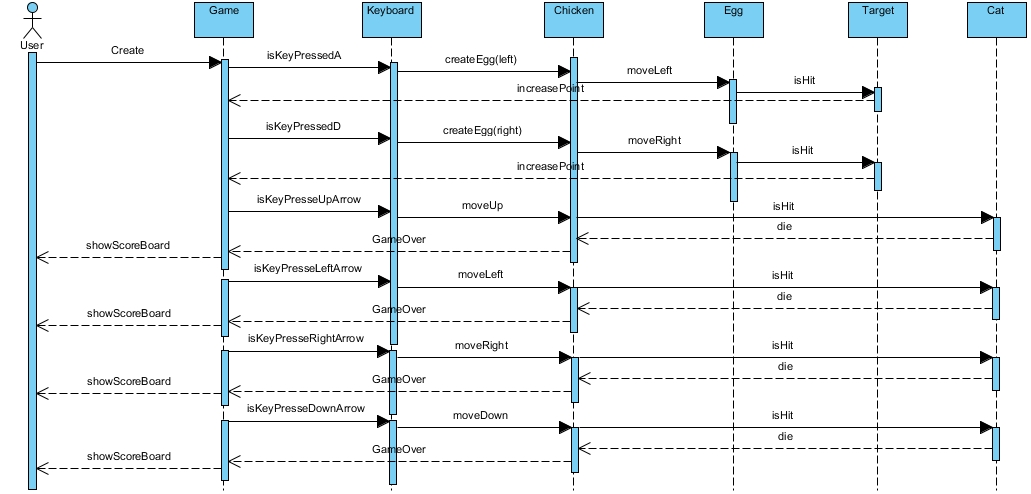 Game
Keyboard
Chicken
Egg
Target
Cat
User
Create
isKeyPressedA
createEgg(left)
moveLeft
isHit
increasePoint
isKeyPressedD
createEgg(right)
moveRight
isHit
increasePoint
isKeyPresseUpArrow
moveUp
isHit
die
GameOver
showScoreBoard
isKeyPresseLeftArrow
moveLeft
isHit
die
GameOver
showScoreBoard
isKeyPresseRightArrow
moveRight
isHit
die
GameOver
showScoreBoard
isKeyPresseDownArrow
moveDown
isHit
die
GameOver
showScoreBoard